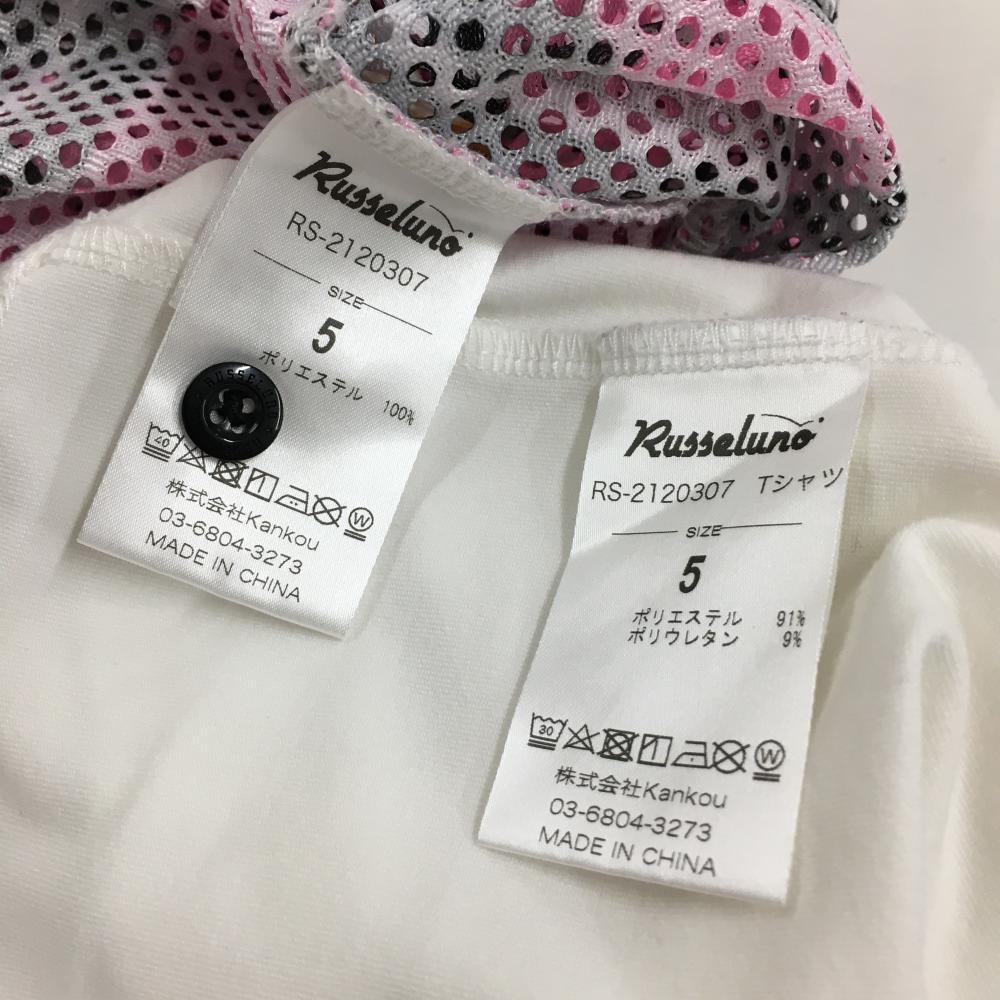 Russeluno
RS-2120307
SIZE
5
ポリエステル 100%
RUSSELUNO
40
W
株式会社Kankou
03-6804-3273
MADE IN CHINA
Russeluno
RS-2120307 Tシャツ
SIZE
5
ポリエステル 91%
ポリウレタン 9%
30
W
株式会社Kankou
03-6804-3273
MADE IN CHINA